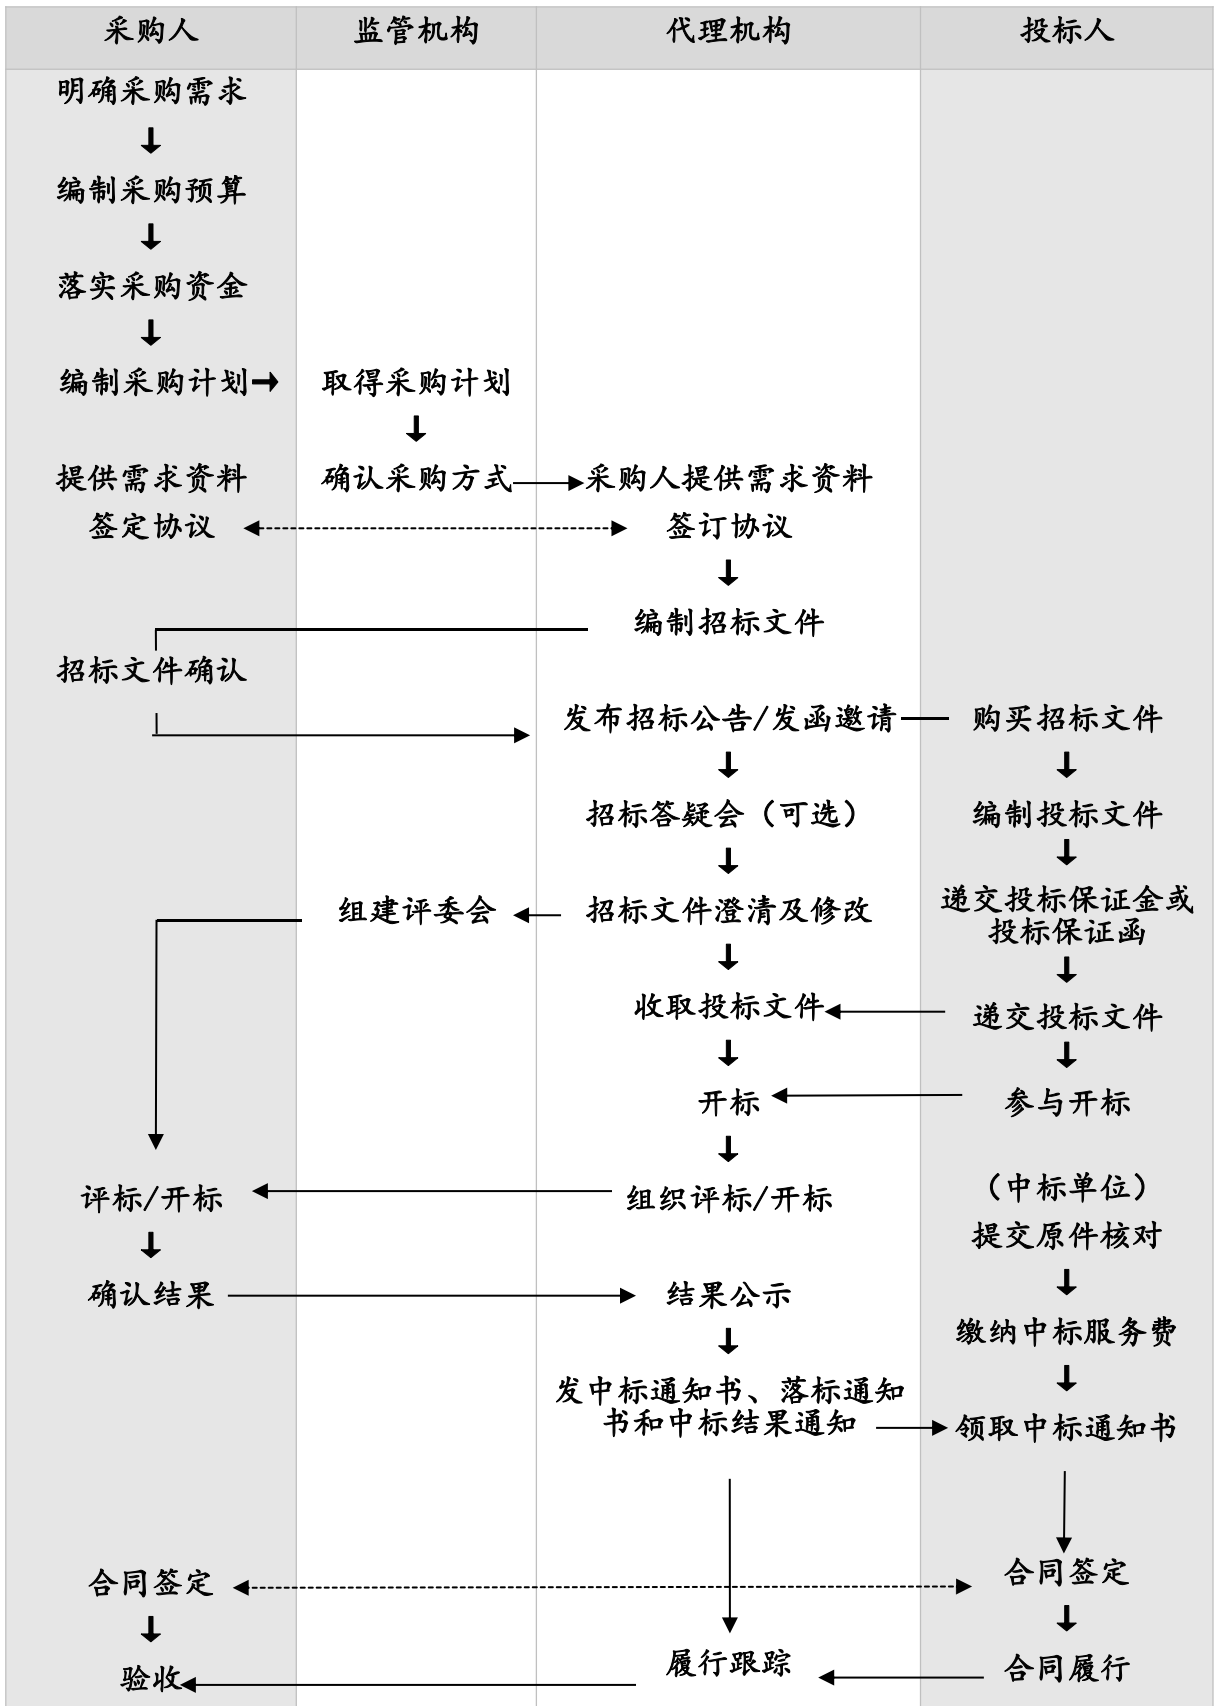 采购人 监管机构 代理机构 投标人
明确采购需求
编制采购预算
落实采购资金
编制采购计划 取得采购计划
提供需求资料 确认采购方式 采购人提供需求资料
签定协议 签订协议
编制招标文件
招标文件确认
发布招标公告/发函邀请 购买招标文件
招标答疑会（可选） 编制投标文件
组建评委会 招标文件澄清及修改 递交投标保证金或
投标保证函
收取投标文件 递交投标文件
开标 参与开标
评标/开标 组织评标/开标 （中标单位）
提交原件核对
确认结果 结果公示
缴纳中标服务费
发中标通知书、落标通知
书和中标结果通知 领取中标通知书
合同签定 合同签定
验收 履行跟踪 合同履行